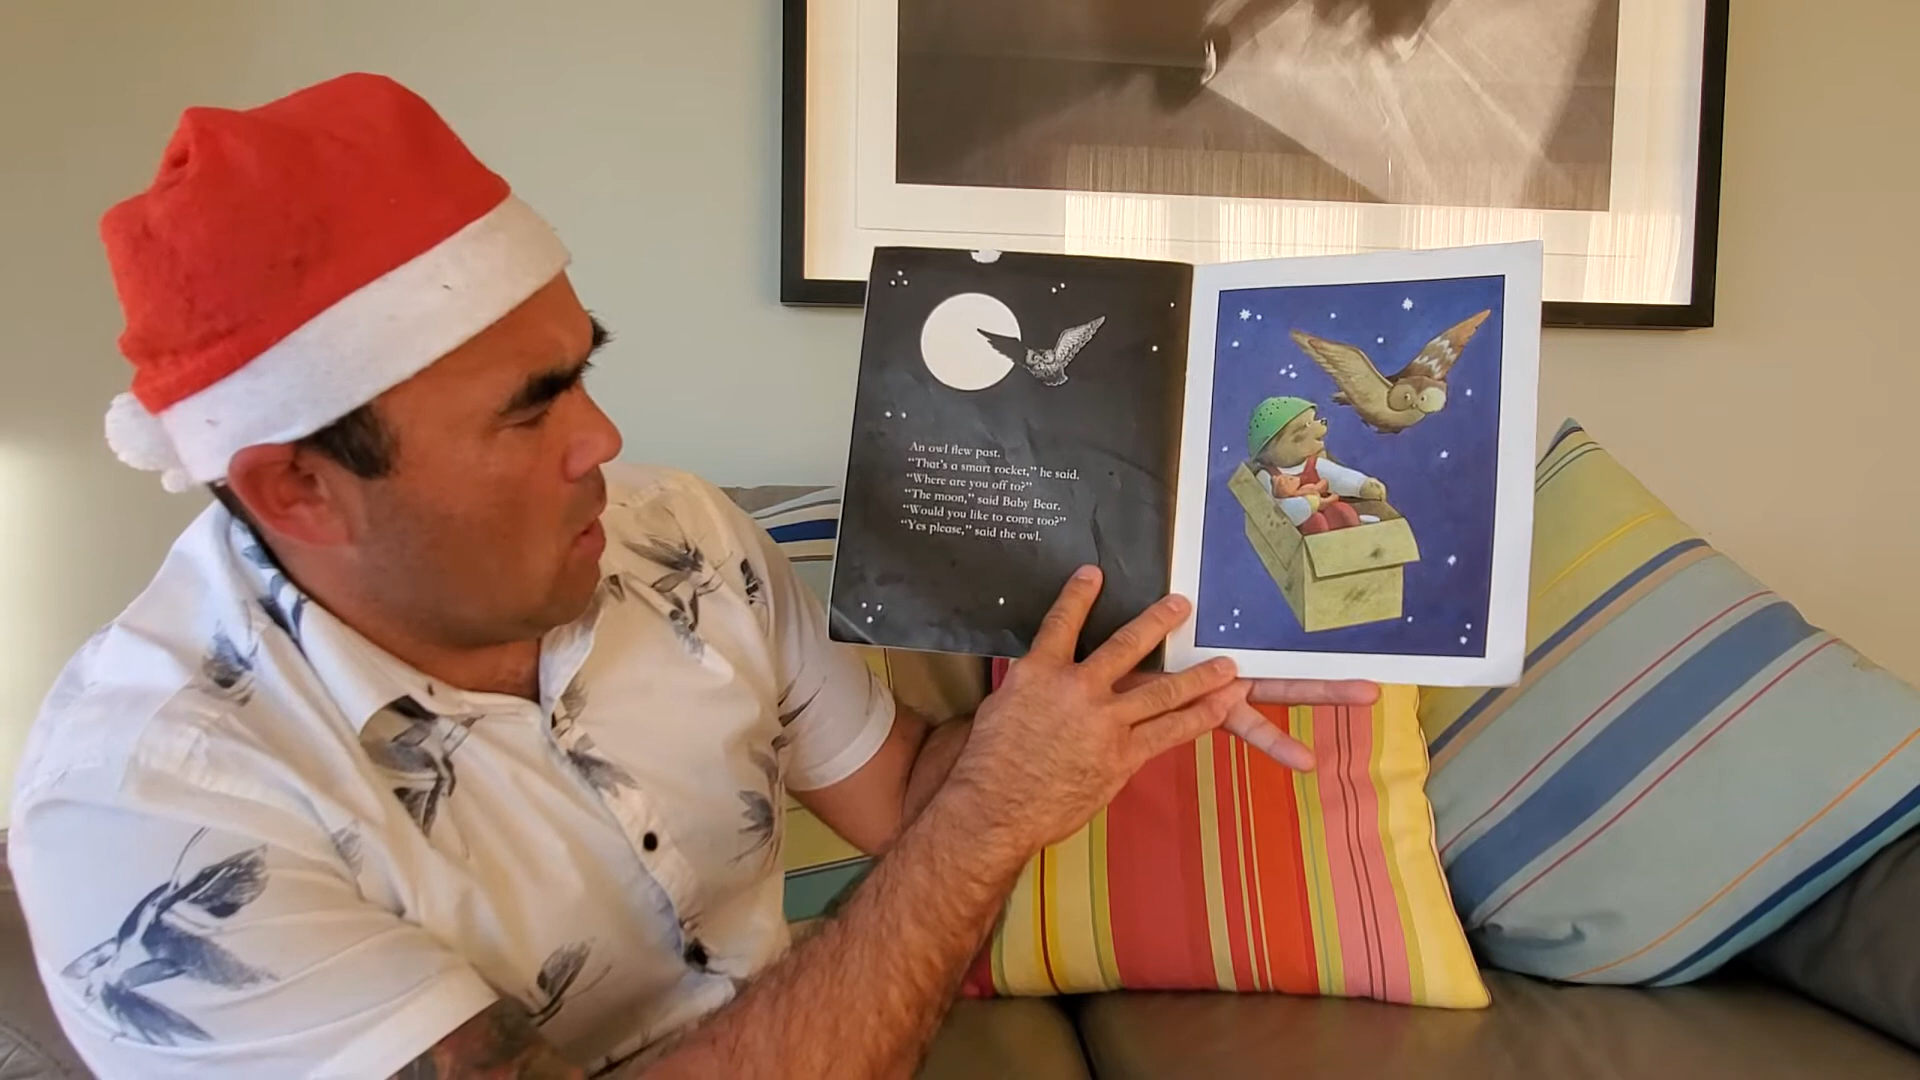 An owl flew past.
"That's a smart rocket," he said.
"Where are you off to?"
"The moon," said Baby Bear.
"Would you like to come too?"
"Yes please," said the owl.